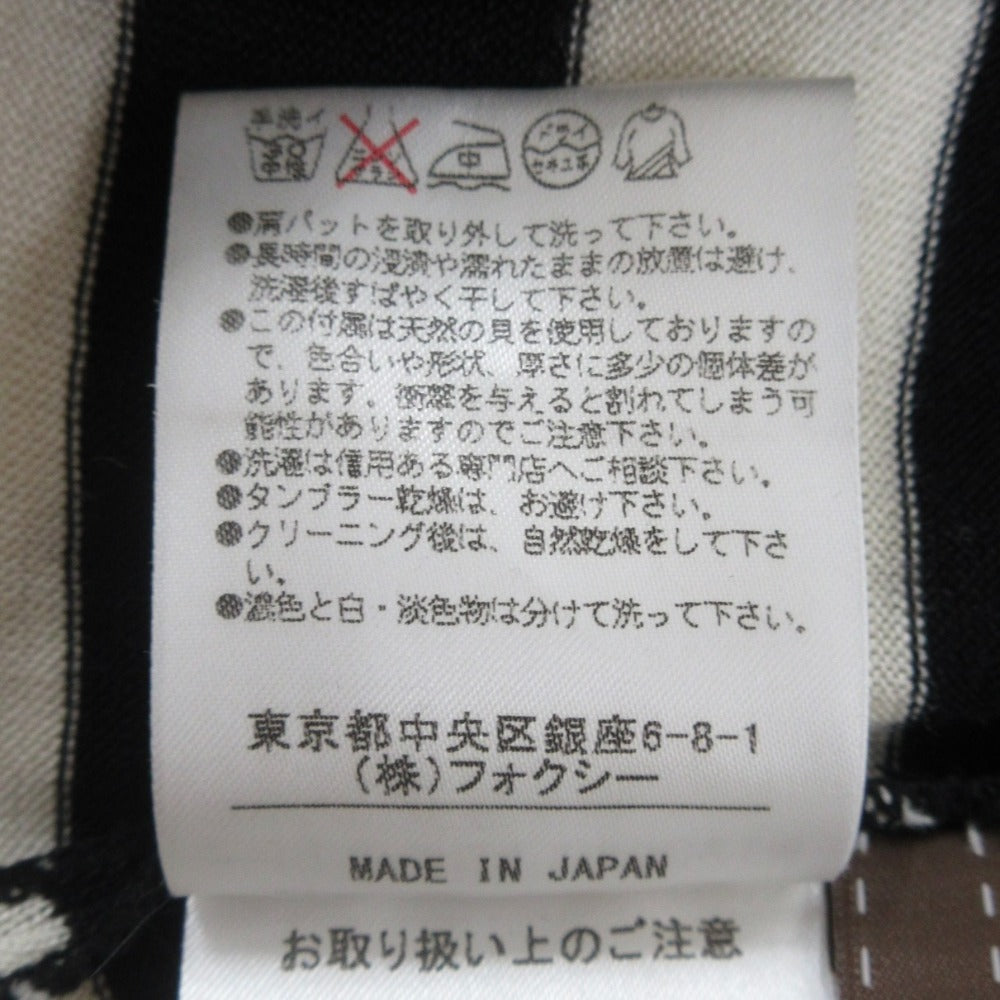 手洗イ
中
ドライ
セキユ系
●肩パットを取り外して洗って下さい。
●長時間の浸漬や濡れたままの放置は避け、
洗濯後すばやく干して下さい。
●この付属は天然の貝を使用しておりますの
で、色合いや形状、厚さに多少の個体差が
あります。衝撃を与えると割れてしまう可
能性がありますのでご注意下さい。
●洗濯は信用ある専門店へご相談下さい。
●タンブラー乾燥は、お避け下さい。
●クリーニング後は、自然乾燥をして下さ
い。
●濃色と白・淡色物は分けて洗って下さい。
東京都中央区銀座6-8-1
(株)フォクシー
MADE IN JAPAN
お取り扱い上のご注意